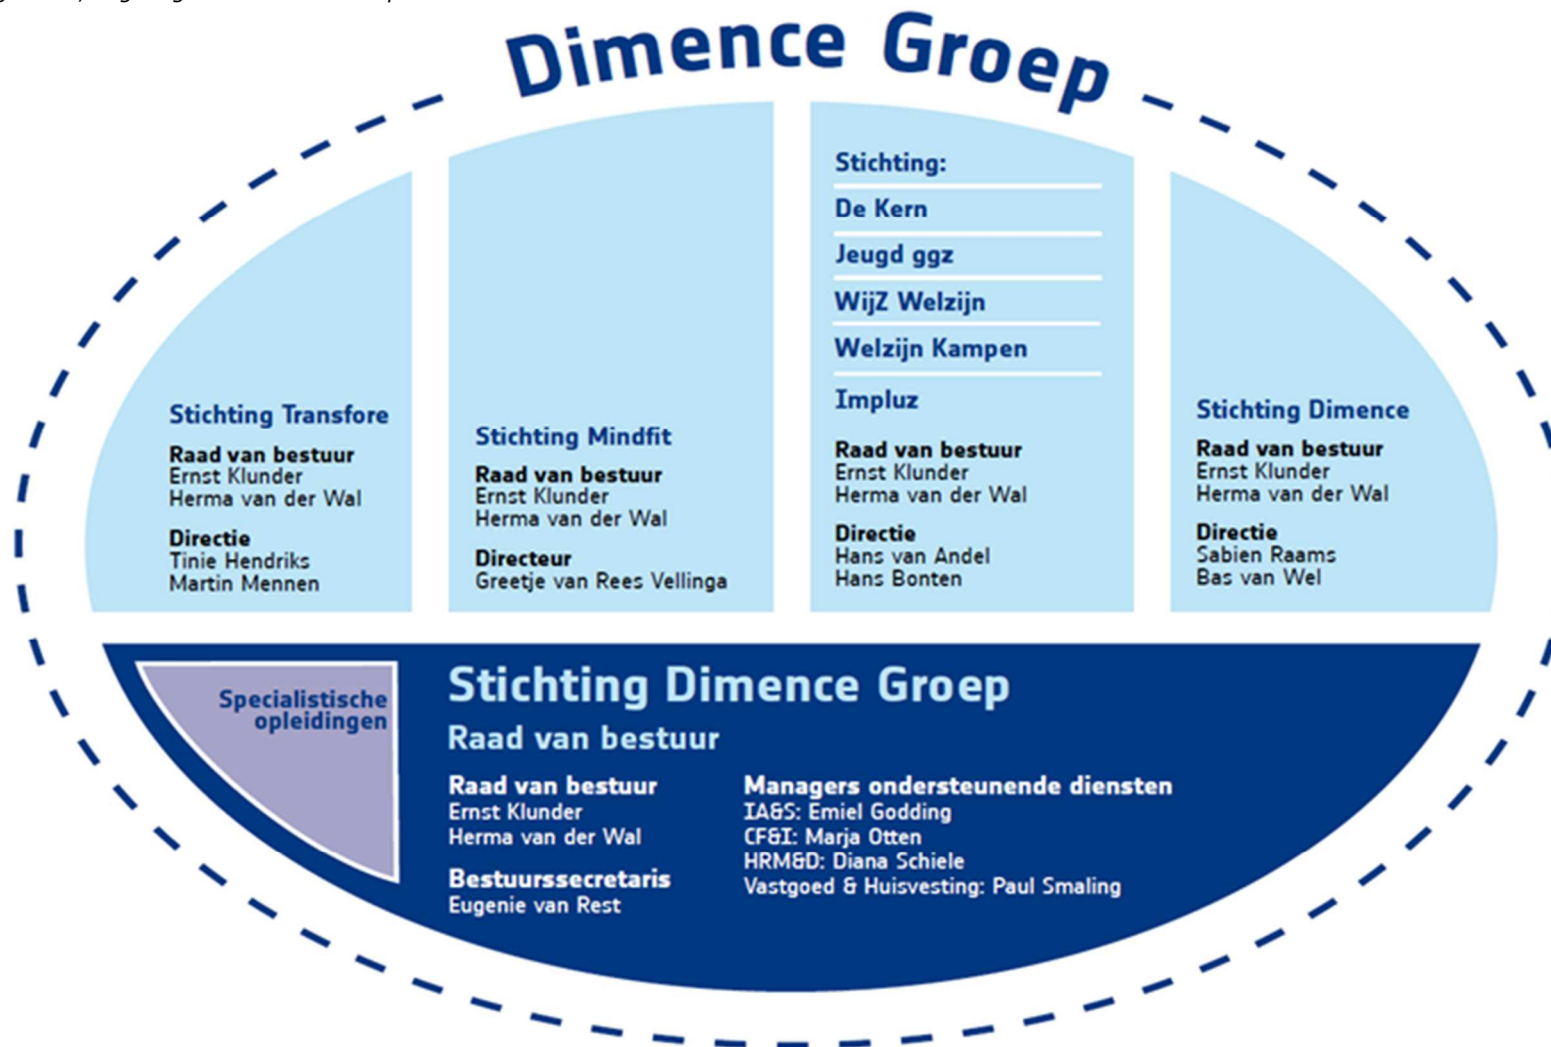 Dimence Groep
Stichting Transfore
Raad van bestuur
Ernst Klunder
Herma van der Wal
Directie
Tinie Hendriks
Martin Mennen
Stichting Mindfit
Raad van bestuur
Ernst Klunder
Herma van der Wal
Directeur
Greetje van Rees Vellinga
Stichting:
De Kern
Jeugd ggz
WijZ Welzijn
Welzijn Kampen
Impluz
Raad van bestuur
Ernst Klunder
Herma van der Wal
Directie
Hans van Andel
Hans Bonten
Stichting Dimence
Raad van bestuur
Ernst Klunder
Herma van der Wal
Directie
Sabien Raams
Bas van Wel
Specialistische
opleidingen
Stichting Dimence Groep
Raad van bestuur
Raad van bestuur
Ernst Klunder
Herma van der Wal
Bestuurssecretaris
Eugenie van Rest
Managers ondersteunende diensten
IA&S: Emiel Godding
CF&I: Marja Otten
HRM&D: Diana Schiele
Vastgoed & Huisvesting: Paul Smaling